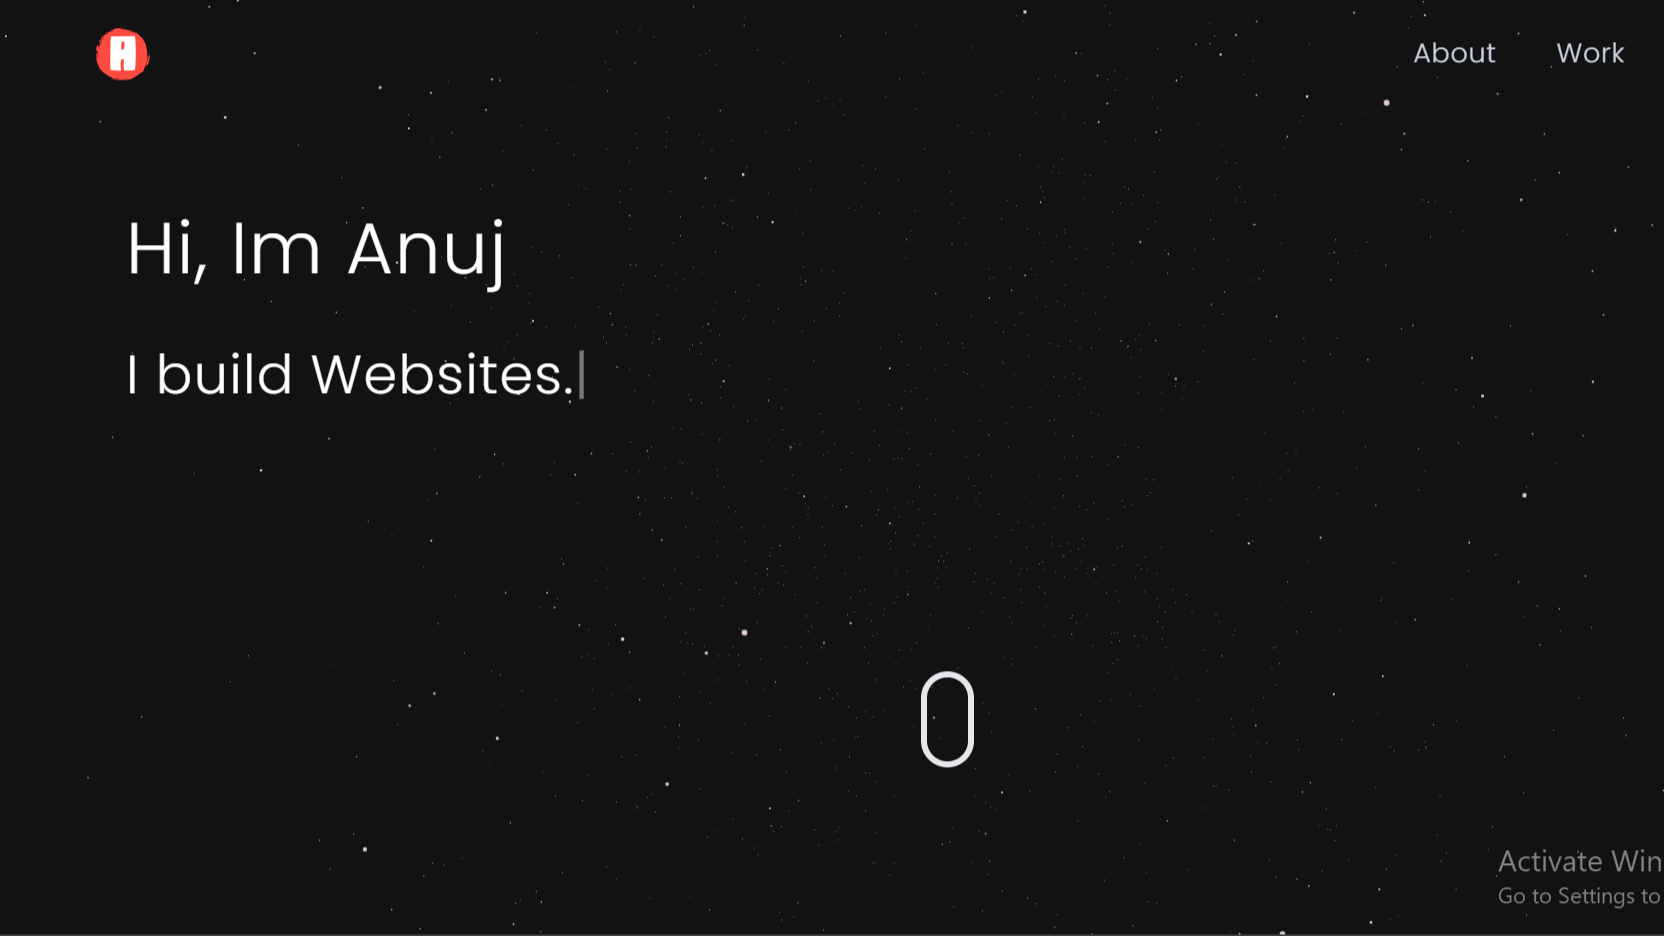 A
About Work
Hi, Im Anuj
I build Websites.
Activate Win
Go to Settings to